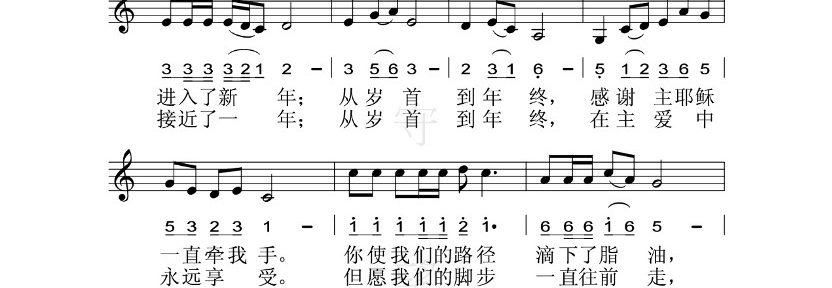 3 3 3 3 2 1 2 – 3 5 6 3 – 2 3 1 6 – 5 1 2 3 6 5
进入了新 年； 从岁 首 到年 终， 感谢 主耶稣
接近了一 年； 从岁 首 到年 终， 在主 爱中
5 3 2 3 1 – 1 1 1 1 1 2 1· 6 6 6 1 6 5 –
一直牵我 手。 你使我们的路径 滴下了脂 油，
永远享 受。 但愿我们的脚步 一直往前 走，